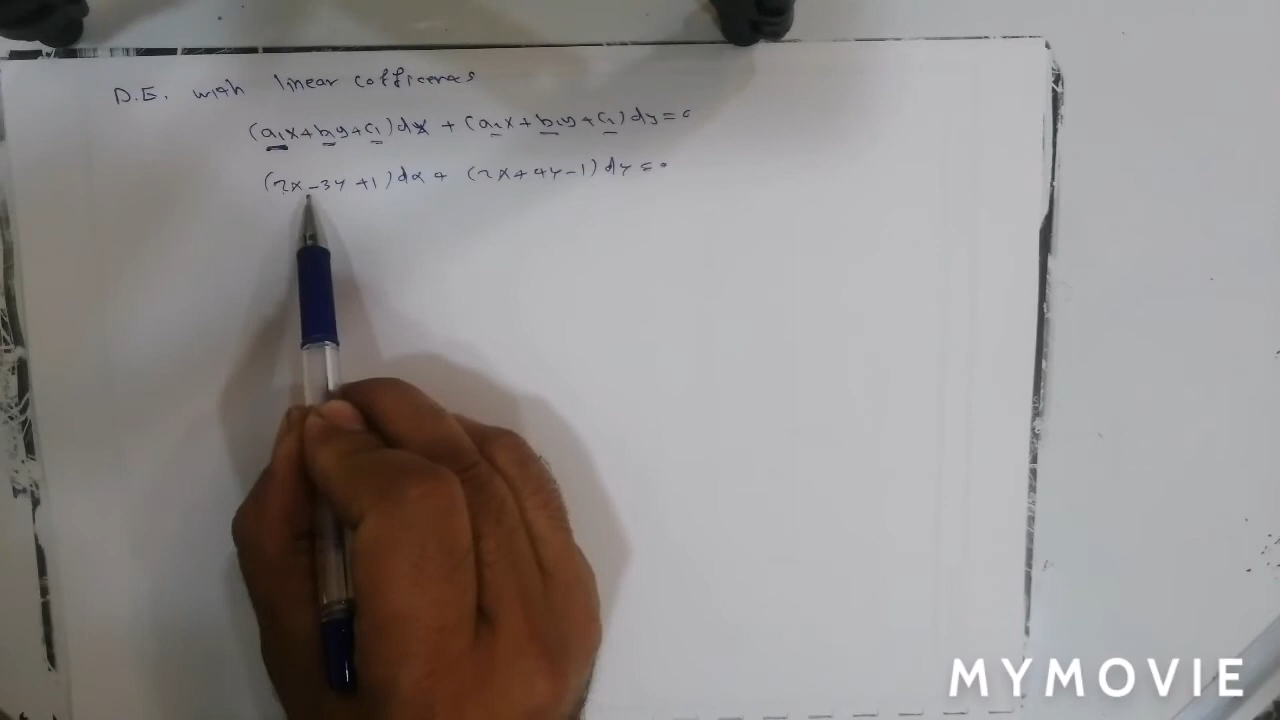 D.E. with linear cofficenes
(a₁x+b₁y+c₁)dx + (a₂x+b₂y+c₂)dy=0
(2x-3y+1)dx + (2x+4y-1)dy=0
MYMOVIE